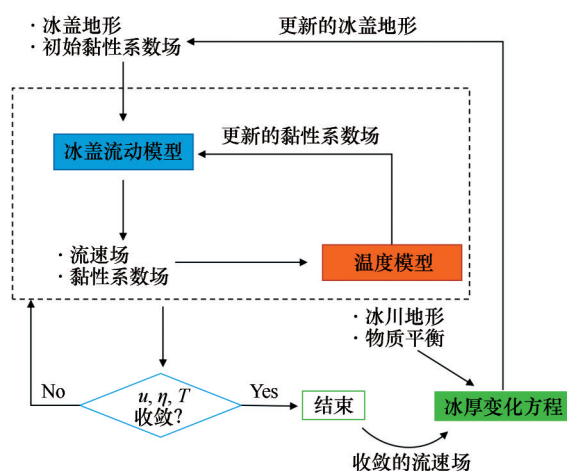 · 冰盖地形
· 初始黏性系数场
更新的冰盖地形
更新的黏性系数场
冰盖流动模型
· 流速场
· 黏性系数场
温度模型
· 冰川地形
· 物质平衡
No
u, η, T
收敛?
Yes
结束
冰厚变化方程
收敛的流速场